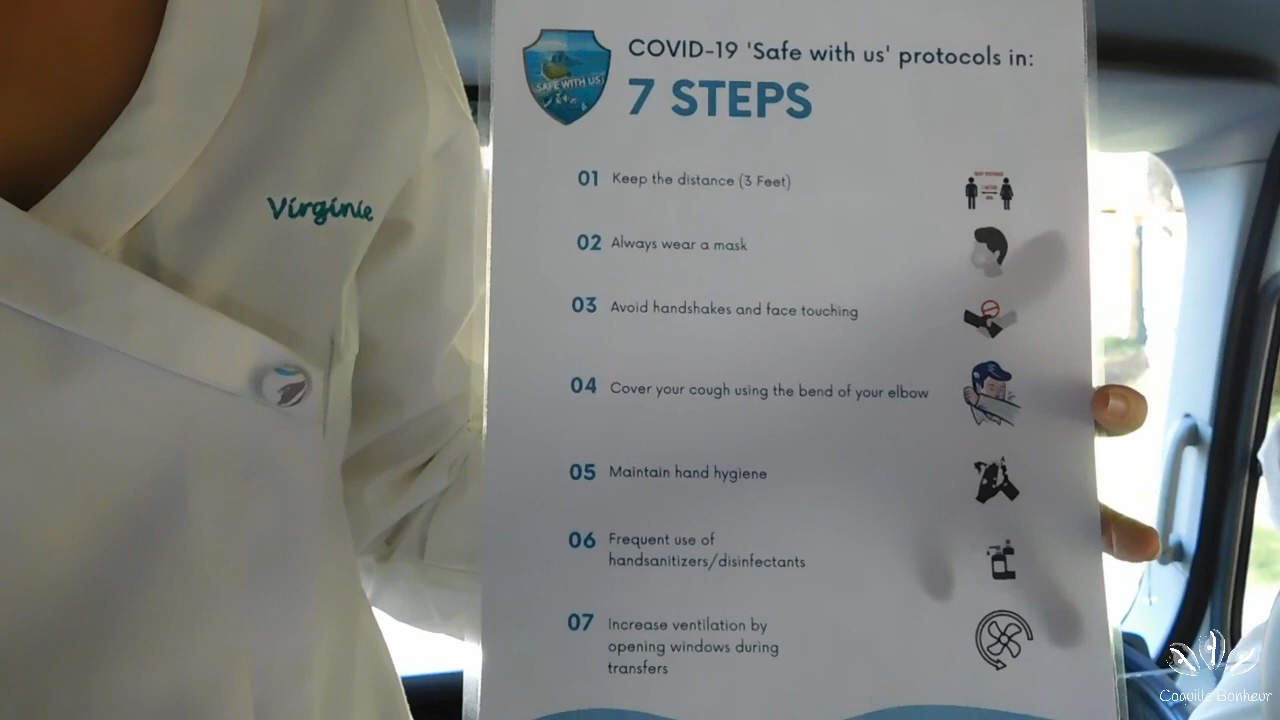 COVID-19 'Safe with us' protocols in:
7 STEPS
SAFE WITH US!
Virginie
01 Keep the distance (3 Feet)
02 Always wear a mask
03 Avoid handshakes and face touching
04 Cover your cough using the bend of your elbow
05 Maintain hand hygiene
06 Frequent use of
handsanitizers/disinfectants
07 Increase ventilation by
opening windows during
transfers
Coquille Bonheur